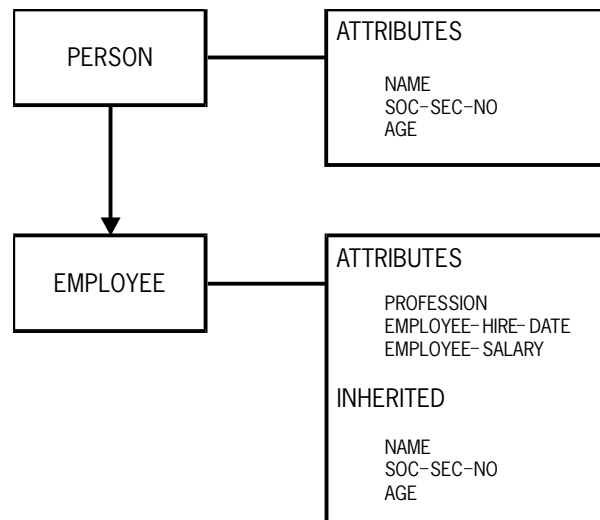 PERSON
ATTRIBUTES
NAME
SOC-SEC-NO
AGE
EMPLOYEE
ATTRIBUTES
PROFESSION
EMPLOYEE-HIRE-DATE
EMPLOYEE-SALARY
INHERITED
NAME
SOC-SEC-NO
AGE